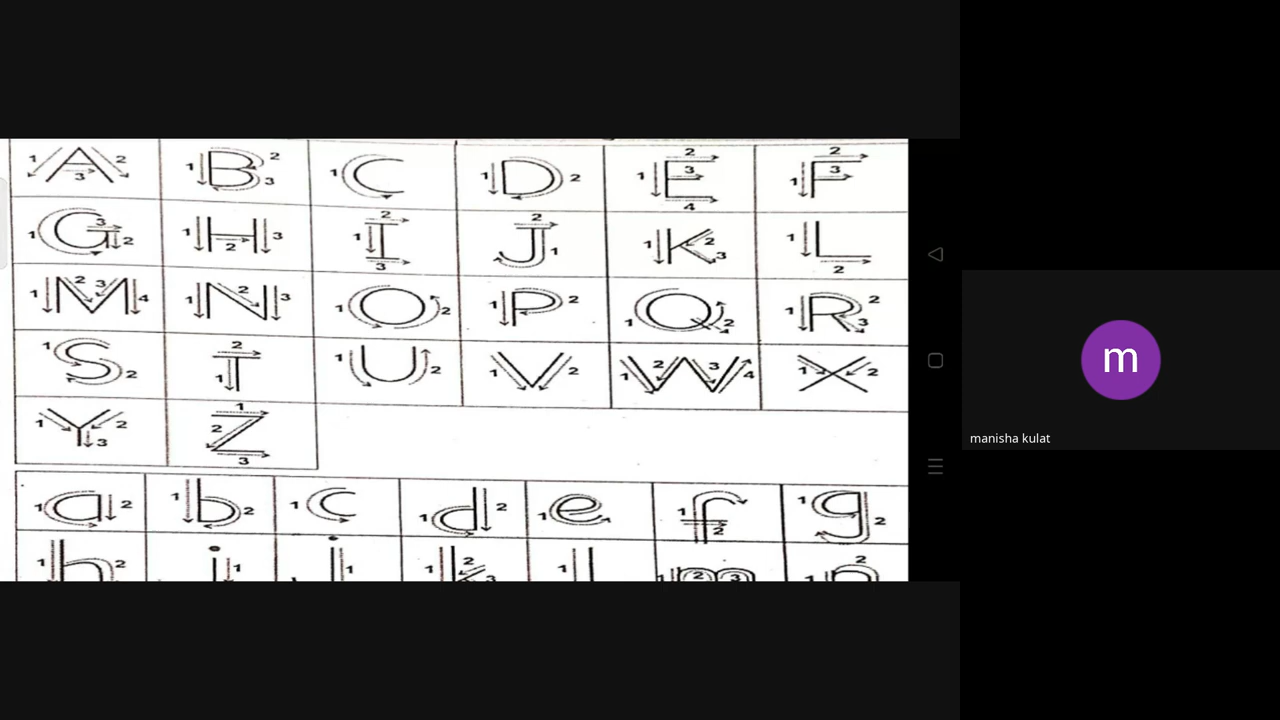 A B C D E F
G H I J K L
M N O P Q R
S T U V W X
Y Z
a b c d e f g
h i j k l m n
m
manisha kulat